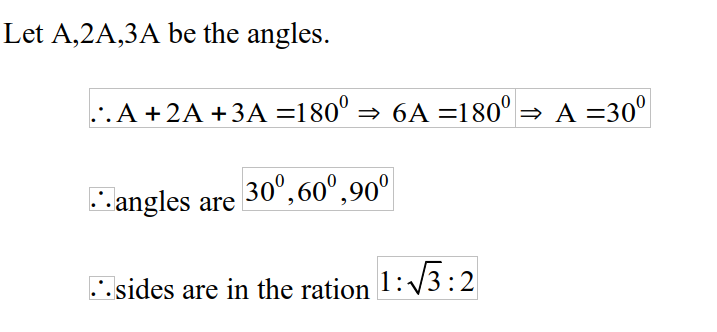 Let A,2A,3A be the angles.
∴ A + 2A + 3A =180⁰ ⇒ 6A =180⁰ ⇒ A =30⁰
∴angles are 30⁰,60⁰,90⁰
∴sides are in the ration 1:√3:2